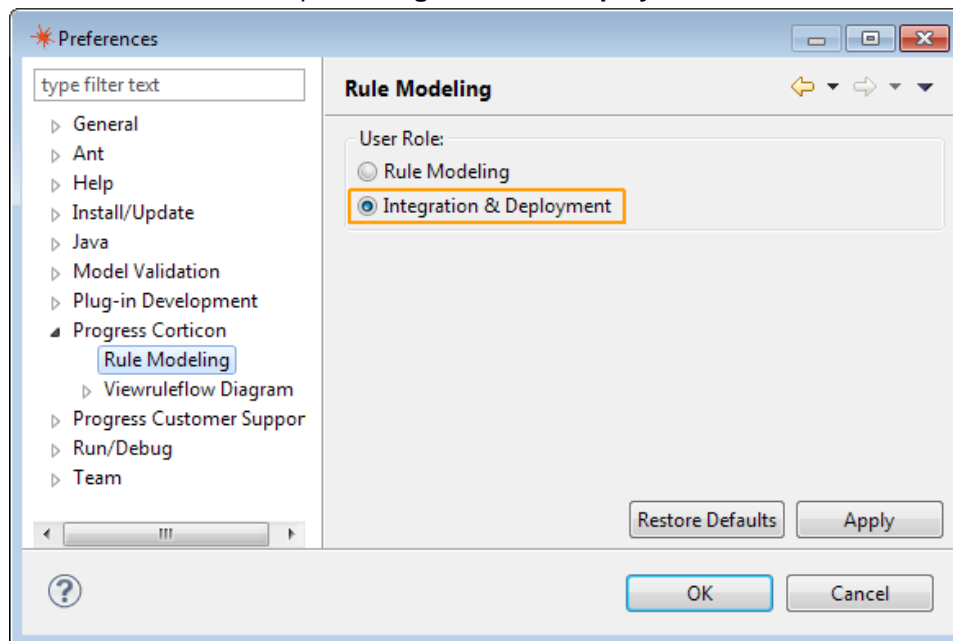 Preferences
type filter text
General
Ant
Help
Install/Update
Java
Model Validation
Plug-in Development
Progress Corticon
Rule Modeling
Viewruleflow Diagram
Progress Customer Suppor
Run/Debug
Team
Rule Modeling
User Role:
Rule Modeling
Integration & Deployment
Restore Defaults
Apply
OK
Cancel